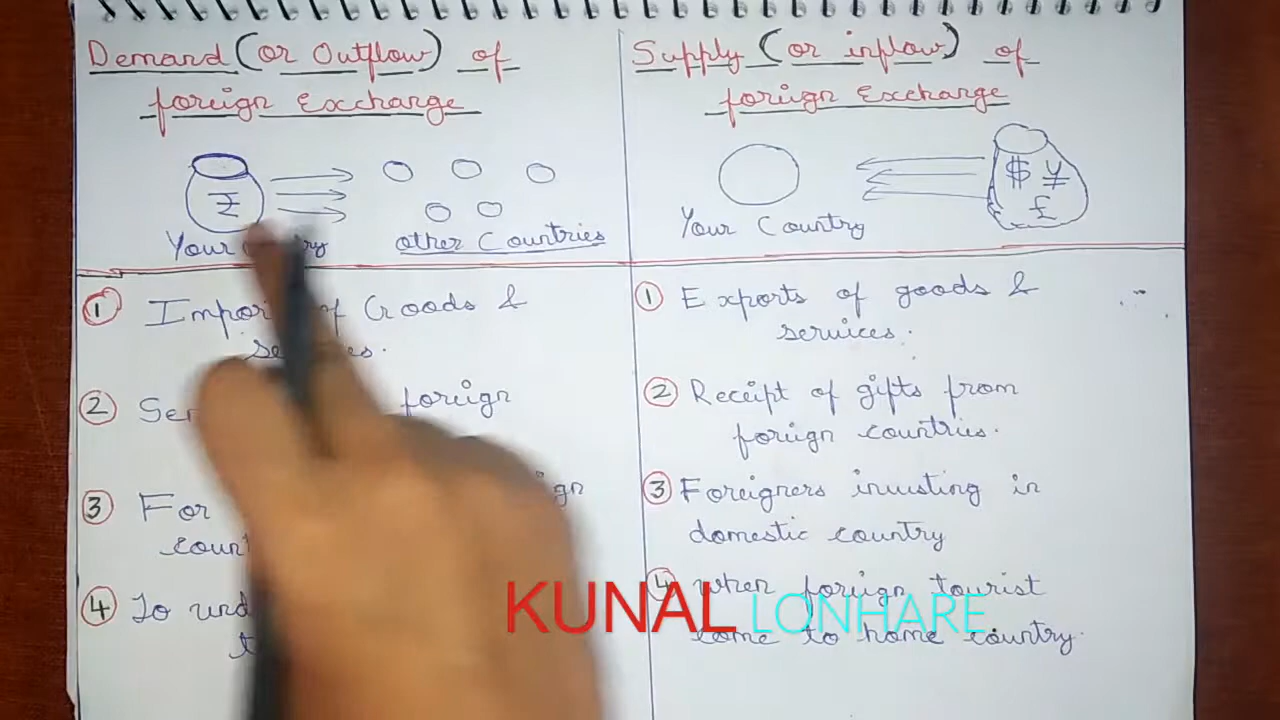 Demand (or Outflow) of
foreign Exchange
₹
Your
other Countries
① of Goods &
② foreign
③ For
④ To
Supply (or inflow) of
foreign Exchange
$ ¥
£
Your Country
① Exports of goods &
services.
② Receipt of gifts from
foreign countries.
③ Foreigners investing in
domestic country
④ When foreign tourist
come to home country.
KUNAL LONHARE